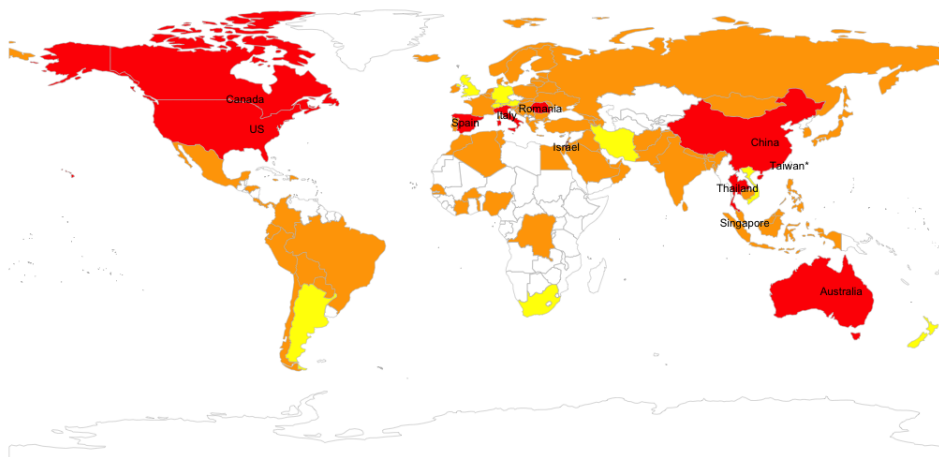 Canada
US
Spain
Italy
Romania
Israel
China
Taiwan*
Thailand
Singapore
Australia